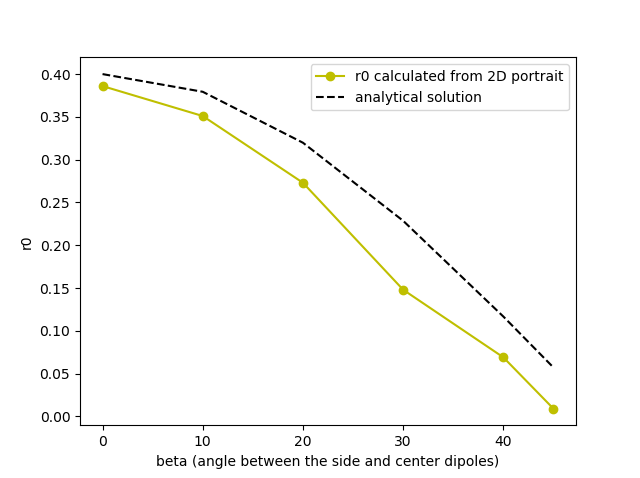 r0 calculated from 2D portrait
analytical solution
r0
0.40
0.35
0.30
0.25
0.20
0.15
0.10
0.05
0.00
0 10 20 30 40
beta (angle between the side and center dipoles)